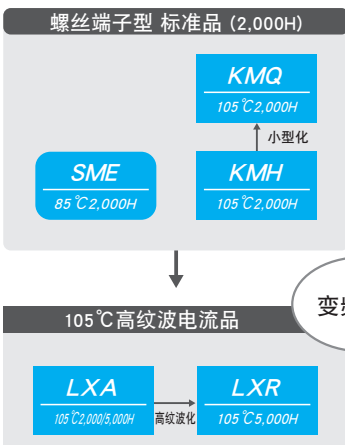 螺丝端子型 标准品 (2,000H)
KMQ
105℃2,000H
小型化
SME
85℃2,000H
KMH
105℃2,000H
105℃高纹波电流品
变
LXA
105℃2,000/5,000H
高纹波化
LXR
105℃5,000H